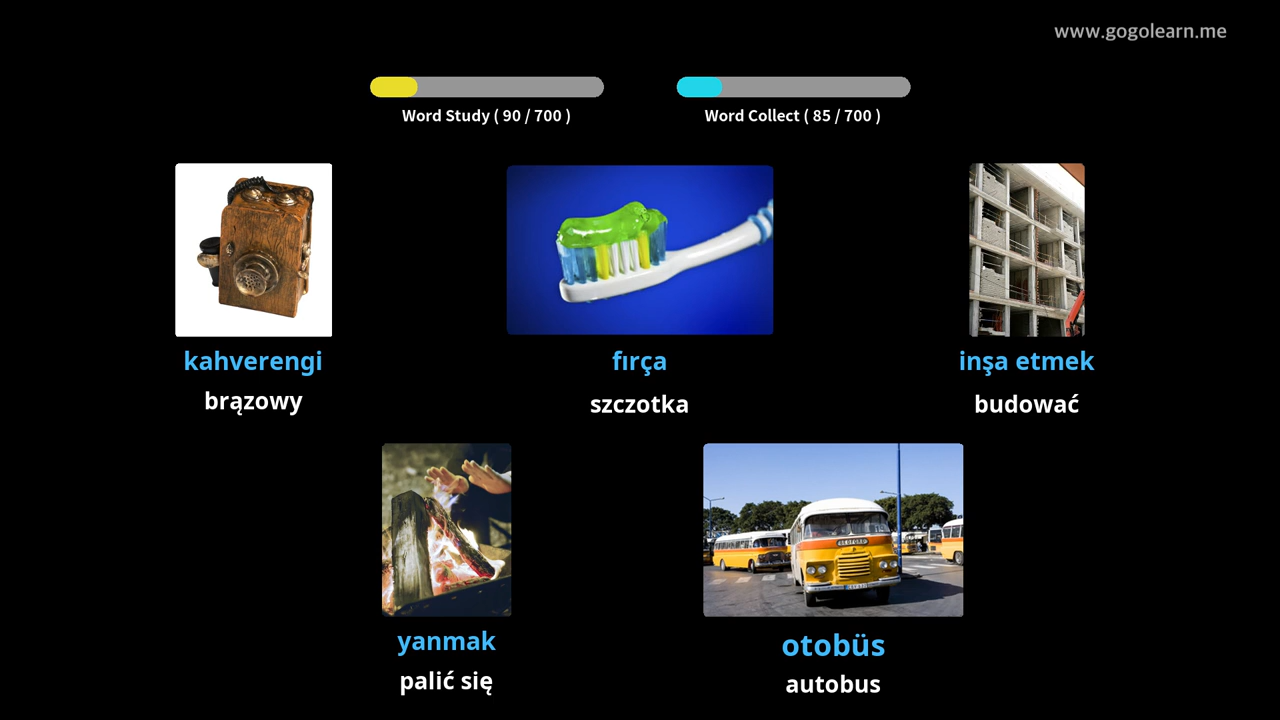 www.gogolearn.me
Word Study ( 90 / 700 )
Word Collect ( 85 / 700 )
kahverengi
brązowy
fırça
szczotka
inşa etmek
budować
BEDFORD
yanmak
palić się
otobüs
autobus